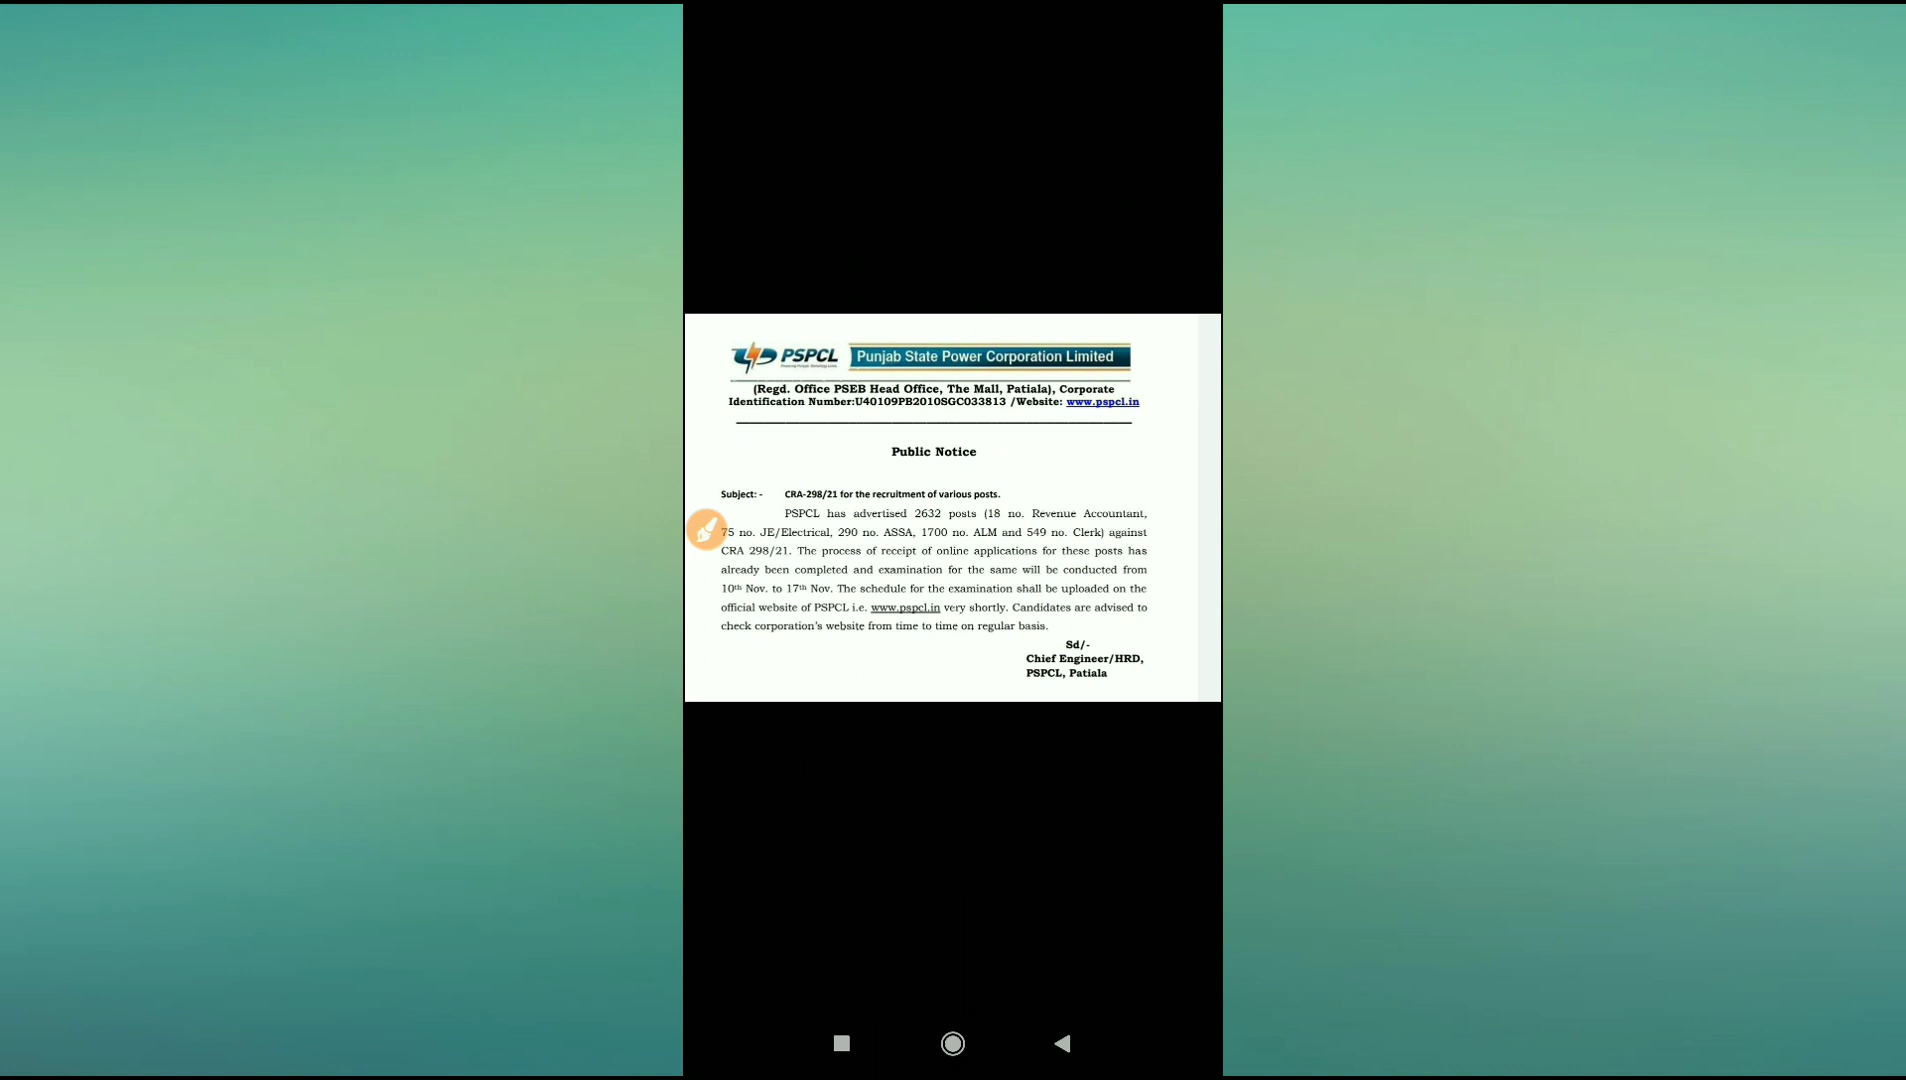 PSPCL Punjab State Power Corporation Limited
(Regd. Office PSEB Head Office, The Mall, Patiala), Corporate
Identification Number:U40109PB2010SGC033813 /Website: www.pspcl.in
Public Notice
Subject: - CRA-298/21 for the recruitment of various posts.
PSPCL has advertised 2632 posts (18 no. Revenue Accountant,
75 no. JE/Electrical, 290 no. ASSA, 1700 no. ALM and 549 no. Clerk) against
CRA 298/21. The process of receipt of online applications for these posts has
already been completed and examination for the same will be conducted from
10th Nov. to 17th Nov. The schedule for the examination shall be uploaded on the
official website of PSPCL i.e. www.pspcl.in very shortly. Candidates are advised to
check corporation's website from time to time on regular basis.
Sd/-
Chief Engineer/HRD,
PSPCL, Patiala